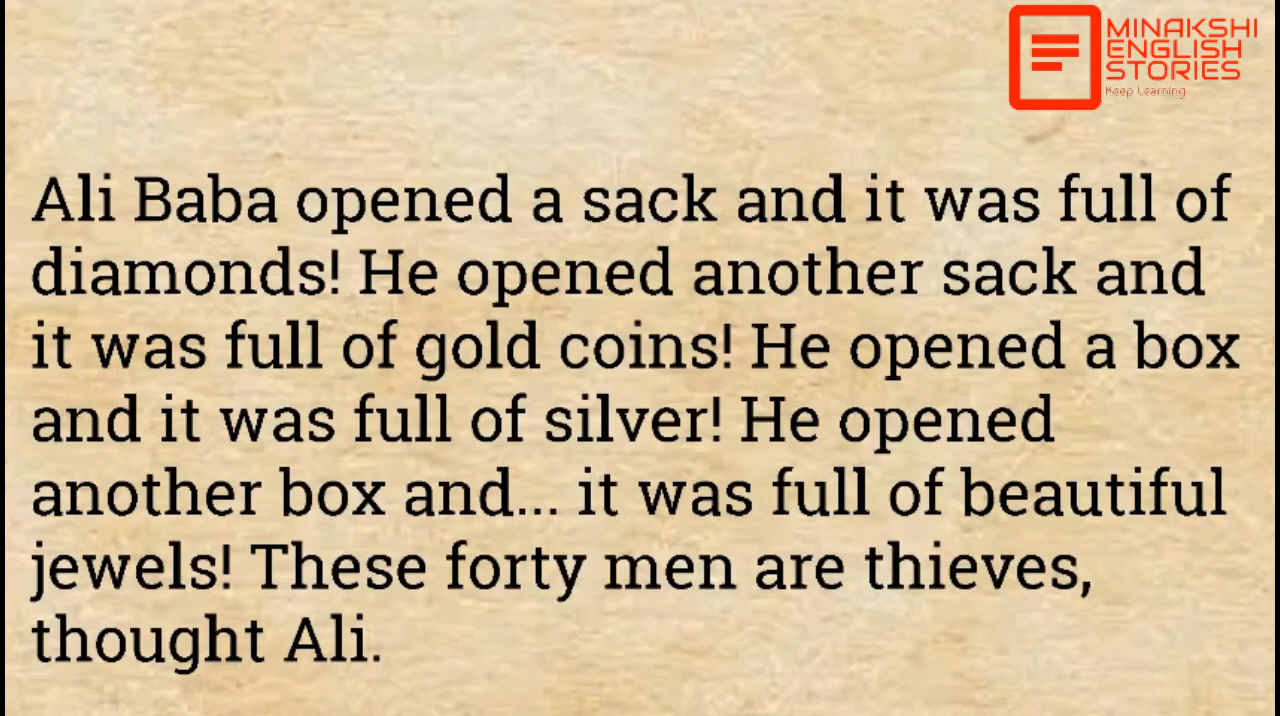 MINAKSHI
ENGLISH
STORIES
Keep Learning
Ali Baba opened a sack and it was full of
diamonds! He opened another sack and
it was full of gold coins! He opened a box
and it was full of silver! He opened
another box and... it was full of beautiful
jewels! These forty men are thieves,
thought Ali.